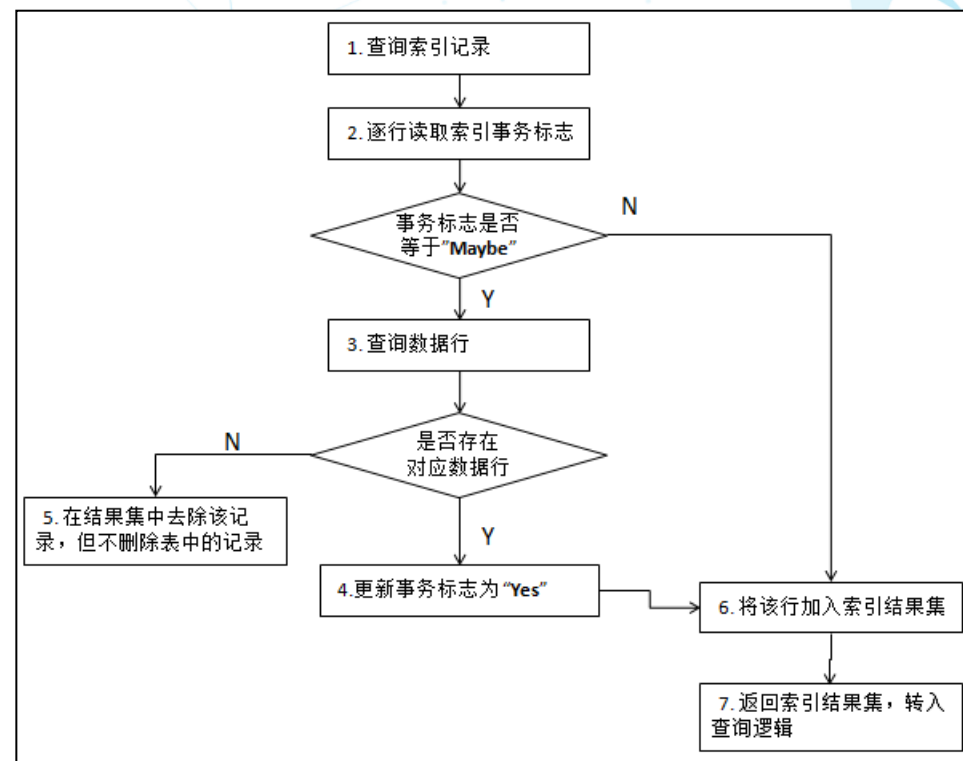 1. 查询索引记录
2. 逐行读取索引事务标志
事务标志是否
等于"Maybe"
N
Y
3. 查询数据行
是否存在
对应数据行
N
Y
5. 在结果集中去除该记
录，但不删除表中的记录
4.更新事务标志为 “Yes”
6. 将该行加入索引结果集
7. 返回索引结果集，转入
查询逻辑